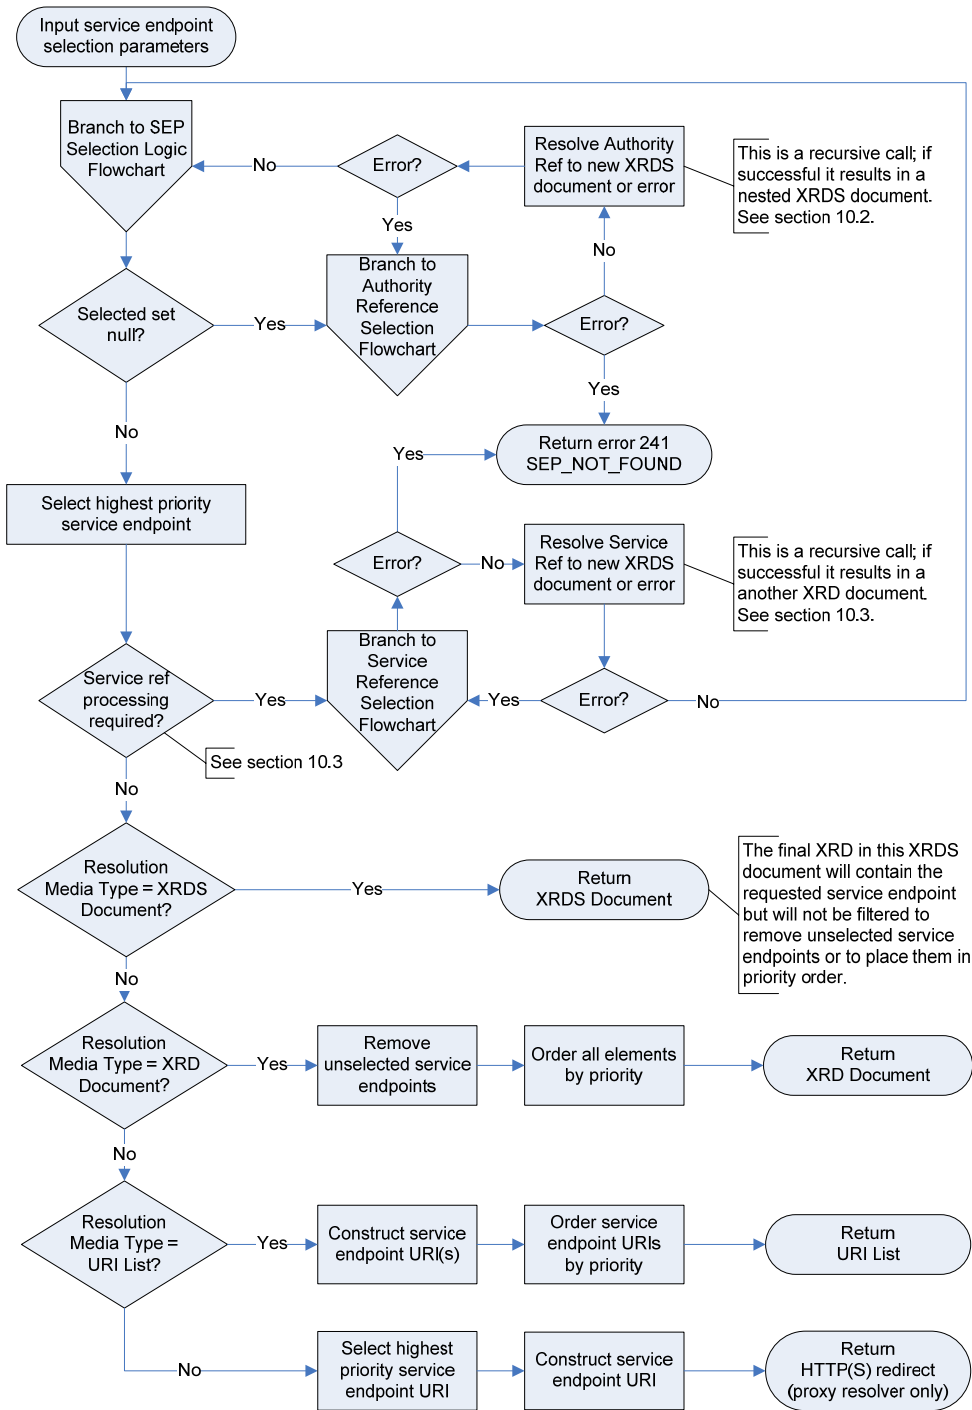 Input service endpoint
selection parameters
Branch to SEP
Selection Logic
Flowchart
No
Error?
Resolve Authority
Ref to new XRDS
document or error
This is a recursive call; if
successful it results in a
nested XRDS document.
See section 10.2.
Yes
No
Selected set
null?
Yes
Branch to
Authority
Reference
Selection
Flowchart
Error?
Yes
No
Return error 241
SEP_NOT_FOUND
Yes
Select highest priority
service endpoint
Error?
No
Resolve Service
Ref to new XRDS
document or error
This is a recursive call; if
successful it results in a
another XRD document.
See section 10.3.
Service ref
processing
required?
Yes
Branch to
Service
Reference
Selection
Flowchart
Yes
Error?
No
See section 10.3
No
Resolution
Media Type = XRDS
Document?
Yes
Return
XRDS Document
The final XRD in this XRDS
document will contain the
requested service endpoint
but will not be filtered to
remove unselected service
endpoints or to place them in
priority order.
No
Resolution
Media Type = XRD
Document?
Yes
Remove
unselected service
endpoints
Order all elements
by priority
Return
XRD Document
No
Resolution
Media Type =
URI List?
Yes
Construct service
endpoint URI(s)
Order service
endpoint URIs
by priority
Return
URI List
No
Select highest
priority service
endpoint URI
Construct service
endpoint URI
Return
HTTP(S) redirect
(proxy resolver only)